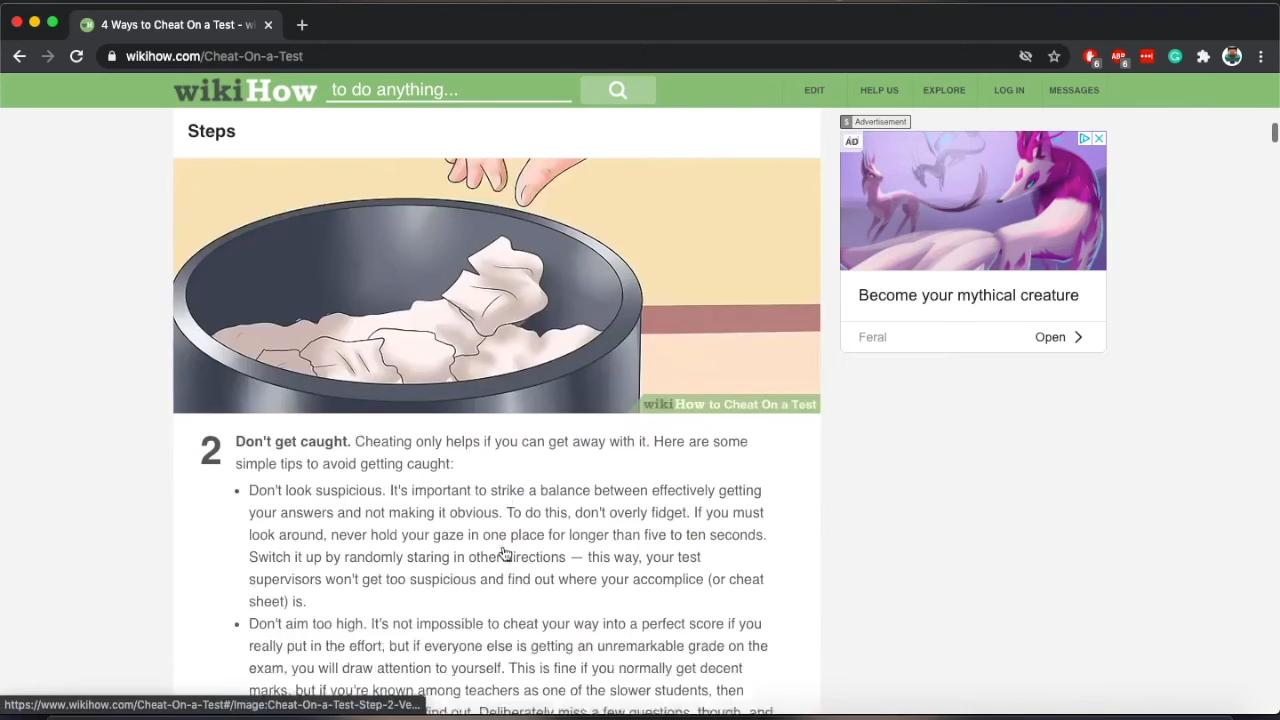 4 Ways to Cheat On a Test - wi
wikihow.com/Cheat-On-a-Test
6
6
wikiHow
to do anything...
EDIT
HELP US
EXPLORE
LOG IN
MESSAGES
Steps
$ Advertisement
AD
Become your mythical creature
Feral
Open
wikiHow to Cheat On a Test
2
Don't get caught. Cheating only helps if you can get away with it. Here are some
simple tips to avoid getting caught:
Don't look suspicious. It's important to strike a balance between effectively getting
your answers and not making it obvious. To do this, don't overly fidget. If you must
look around, never hold your gaze in one place for longer than five to ten seconds.
Switch it up by randomly staring in other directions — this way, your test
supervisors won't get too suspicious and find out where your accomplice (or cheat
sheet) is.
Don't aim too high. It's not impossible to cheat your way into a perfect score if you
really put in the effort, but if everyone else is getting an unremarkable grade on the
exam, you will draw attention to yourself. This is fine if you normally get decent
marks, but if you're known among teachers as one of the slower students, then
find out. Deliberately miss a few questions, though, and
https://www.wikihow.com/Cheat-On-a-Test#/Image:Cheat-On-a-Test-Step-2-Ve...